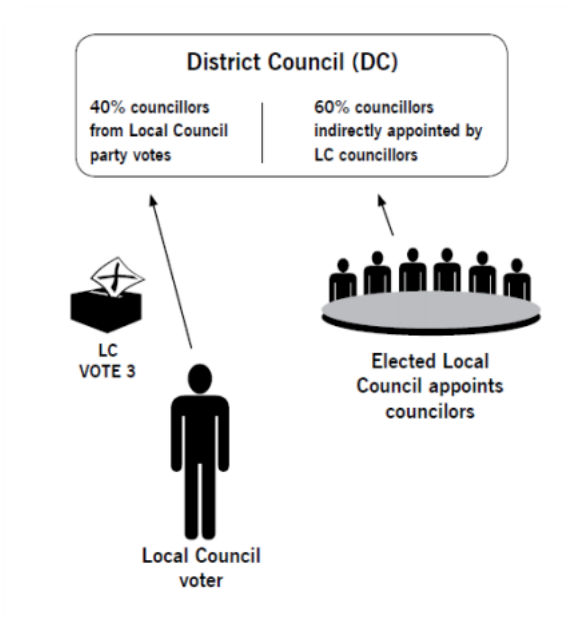 District Council (DC)
40% councillors
from Local Council
party votes
60% councillors
indirectly appointed by
LC councillors
LC
VOTE 3
Elected Local
Council appoints
councilors
Local Council
voter